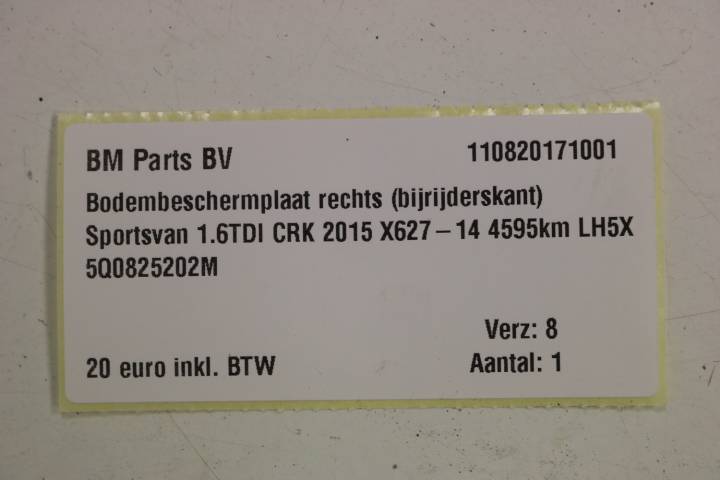 BM Parts BV 110820171001
Bodembeschermplaat rechts (bijrijderskant)
Sportsvan 1.6TDI CRK 2015 X627–14 4595km LH5X
5Q0825202M
Verz: 8
20 euro inkl. BTW Aantal: 1